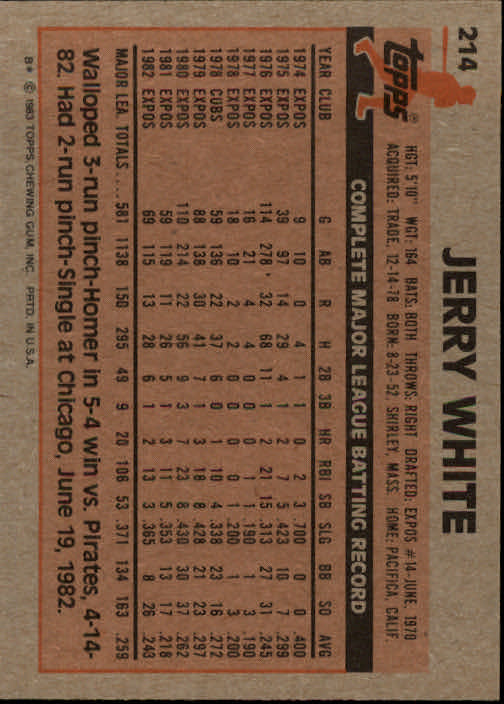 214
JERRY WHITE
topps®
HGT: 5'10" WGT: 164 BATS: BOTH THROWS: RIGHT DRAFTED: EXPOS #14-JUNE, 1970
ACQUIRED: TRADE, 12-14-78 BORN: 8-23-52, SHIRLEY, MASS. HOME: PACIFICA, CALIF.
COMPLETE MAJOR LEAGUE BATTING RECORD
YEAR CLUB G AB R H 2B 3B HR RBI SB SLG BB SO AVG
1974 EXPOS 9 10 0 4 1 1 0 2 3 .700 0 0 .400
1975 EXPOS 39 97 14 29 4 1 2 7 5 .423 10 7 .299
1976 EXPOS 114 278 32 68 11 1 2 21 15 .313 27 31 .245
1977 EXPOS 16 21 4 4 0 0 0 1 1 .190 1 3 .190
1978 EXPOS 18 10 2 2 0 0 0 0 1 .200 1 3 .200
1978 CUBS 59 136 22 37 6 0 1 10 4 .338 23 16 .272
1979 EXPOS 88 138 30 41 7 1 3 18 8 .428 21 23 .297
1980 EXPOS 110 214 22 56 9 3 7 23 8 .430 30 37 .262
1981 EXPOS 59 119 11 26 5 1 3 11 5 .353 13 17 .218
1982 EXPOS 69 115 13 28 6 1 2 13 3 .365 8 26 .243
MAJOR LEA. TOTALS.... 581 1138 150 295 49 9 20 106 53 .371 134 163 .259
Walloped 3-run pinch-Homer in 5-4 win vs. Pirates, 4-14-
82. Had 2-run pinch-Single at Chicago, June 19, 1982.
B* © 1983 TOPPS CHEWING GUM, INC. PRTD. IN U.S.A.